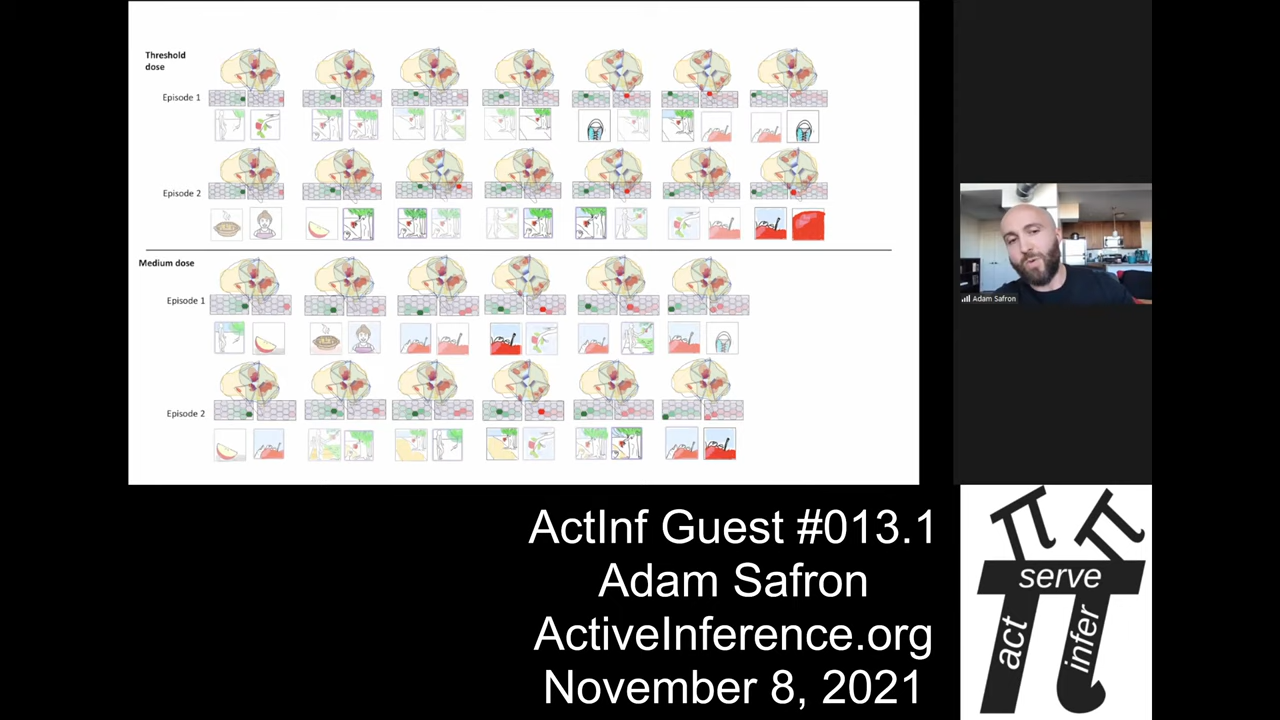 Threshold
dose
Episode 1
Episode 2
Medium dose
Episode 1
Episode 2
Adam Safron
ActInf Guest #013.1
Adam Safron
ActiveInference.org
November 8, 2021
serve
act
infer